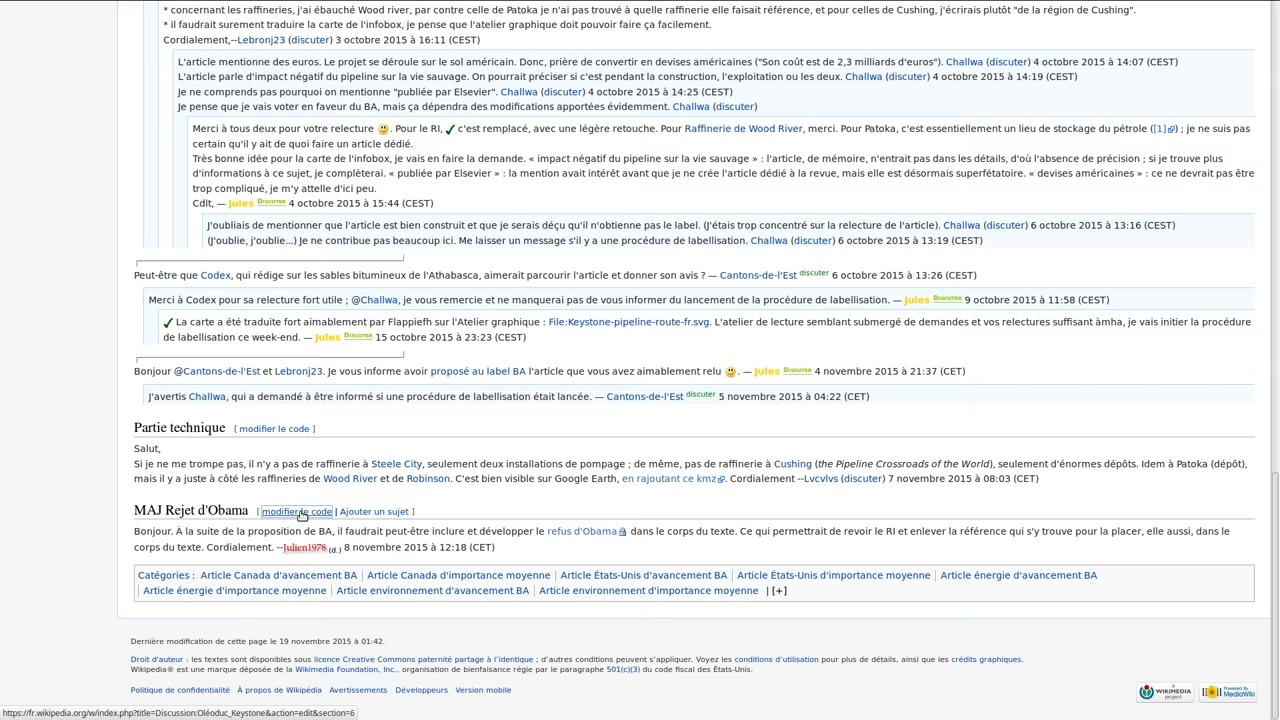 * concernant les raffineries, j'ai ébauché Wood river, par contre celle de Patoka je n'ai pas trouvé à quelle raffinerie elle faisait référence, et pour celles de Cushing, j'écrirais plutôt "de la région de Cushing".
* il faudrait surement traduire la carte de l'infobox, je pense que l'atelier graphique doit pouvoir faire ça facilement.
Cordialement,--Lebronj23 (discuter) 3 octobre 2015 à 16:11 (CEST)
L'article mentionne des euros. Le projet se déroule sur le sol américain. Donc, prière de convertir en devises américaines ("Son coût est de 2,3 milliards d'euros"). Challwa (discuter) 4 octobre 2015 à 14:07 (CEST)
L'article parle d'impact négatif du pipeline sur la vie sauvage. On pourrait préciser si c'est pendant la construction, l'exploitation ou les deux. Challwa (discuter) 4 octobre 2015 à 14:19 (CEST)
Je ne comprends pas pourquoi on mentionne "publiée par Elsevier". Challwa (discuter) 4 octobre 2015 à 14:25 (CEST)
Je pense que je vais voter en faveur du BA, mais ça dépendra des modifications apportées évidemment. Challwa (discuter)
Merci à tous deux pour votre relecture . Pour le RI, ✓ c'est remplacé, avec une légère retouche. Pour Raffinerie de Wood River, merci. Pour Patoka, c'est essentiellement un lieu de stockage du pétrole ([1]) ; je ne suis pas
certain qu'il y ait de quoi faire un article dédié.
Très bonne idée pour la carte de l'infobox, je vais en faire la demande. « impact négatif du pipeline sur la vie sauvage » : l'article, de mémoire, n'entrait pas dans les détails, d'où l'absence de précision ; si je trouve plus
d'informations à ce sujet, je complèterai. « publiée par Elsevier » : la mention avait intérêt avant que je ne crée l'article dédié à la revue, mais elle est désormais superfétatoire. « devises américaines » : ce ne devrait pas être
trop compliqué, je m'y attelle d'ici peu.
Cdlt, — Jules Discuter 4 octobre 2015 à 15:44 (CEST)
J'oubliais de mentionner que l'article est bien construit et que je serais déçu qu'il n'obtienne pas le label. (J'étais trop concentré sur la relecture de l'article). Challwa (discuter) 6 octobre 2015 à 13:16 (CEST)
(J'oublie, j'oublie...) Je ne contribue pas beaucoup ici. Me laisser un message s'il y a une procédure de labellisation. Challwa (discuter) 6 octobre 2015 à 13:19 (CEST)
Peut-être que Codex, qui rédige sur les sables bitumineux de l'Athabasca, aimerait parcourir l'article et donner son avis ? — Cantons-de-l'Est discuter 6 octobre 2015 à 13:26 (CEST)
Merci à Codex pour sa relecture fort utile ; @Challwa, je vous remercie et ne manquerai pas de vous informer du lancement de la procédure de labellisation. — Jules Discuter 9 octobre 2015 à 11:58 (CEST)
✓ La carte a été traduite fort aimablement par Flappiefh sur l'Atelier graphique : File:Keystone-pipeline-route-fr.svg. L'atelier de lecture semblant submergé de demandes et vos relectures suffisant àmha, je vais initier la procédure
de labellisation ce week-end. — Jules Discuter 15 octobre 2015 à 23:23 (CEST)
Bonjour @Cantons-de-l'Est et Lebronj23. Je vous informe avoir proposé au label BA l'article que vous avez aimablement relu . — Jules Discuter 4 novembre 2015 à 21:37 (CET)
J'avertis Challwa, qui a demandé à être informé si une procédure de labellisation était lancée. — Cantons-de-l'Est discuter 5 novembre 2015 à 04:22 (CET)
Partie technique [ modifier le code ]
Salut,
Si je ne me trompe pas, il n'y a pas de raffinerie à Steele City, seulement deux installations de pompage ; de même, pas de raffinerie à Cushing (the Pipeline Crossroads of the World), seulement d'énormes dépôts. Idem à Patoka (dépôt),
mais il y a juste à côté les raffineries de Wood River et de Robinson. C'est bien visible sur Google Earth, en rajoutant ce kmz. Cordialement --Lvcvlvs (discuter) 7 novembre 2015 à 08:03 (CET)
MAJ Rejet d'Obama [ modifier le code | Ajouter un sujet ]
Bonjour. À la suite de la proposition de BA, il faudrait peut-être inclure et développer le refus d'Obama dans le corps du texte. Ce qui permettrait de revoir le RI et enlever la référence qui s'y trouve pour la placer, elle aussi, dans le
corps du texte. Cordialement. --Julien1978 (d.) 8 novembre 2015 à 12:18 (CET)
Catégories : Article Canada d'avancement BA | Article Canada d'importance moyenne | Article États-Unis d'avancement BA | Article États-Unis d'importance moyenne | Article énergie d'avancement BA
| Article énergie d'importance moyenne | Article environnement d'avancement BA | Article environnement d'importance moyenne | [+]
Dernière modification de cette page le 19 novembre 2015 à 01:42.
Droit d'auteur : les textes sont disponibles sous licence Creative Commons paternité partage à l'identique ; d'autres conditions peuvent s'appliquer. Voyez les conditions d'utilisation pour plus de détails, ainsi que les crédits graphiques.
Wikipedia® est une marque déposée de la Wikimedia Foundation, Inc., organisation de bienfaisance régie par le paragraphe 501(c)(3) du code fiscal des États-Unis.
Politique de confidentialité À propos de Wikipédia Avertissements Développeurs Version mobile
WIKIMEDIA project
Powered By MediaWiki
https://fr.wikipedia.org/w/index.php?title=Discussion:Oléoduc_Keystone&action=edit&section=6